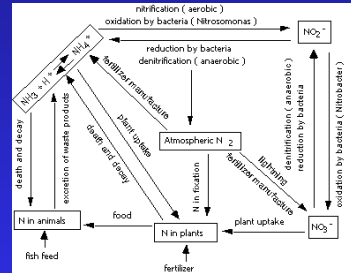 nitrification ( aerobic )
oxidation by bacteria ( Nitrosomonas )
NO₂⁻
reduction by bacteria
denitrification ( anaerobic )
NH₃ + H⁺
NH₄⁺
fertilizer manufacture
plant uptake
death and decay
death and decay
excretion of waste products
Atmospheric N 2
denitrification ( anaerobic )
reduction by bacteria
oxidation by bacteria ( Nitrobacter )
lightning
fertilizer manufacture
N in fixation
N in animals
food
N in plants
plant uptake
NO₃⁻
fish feed
fertilizer